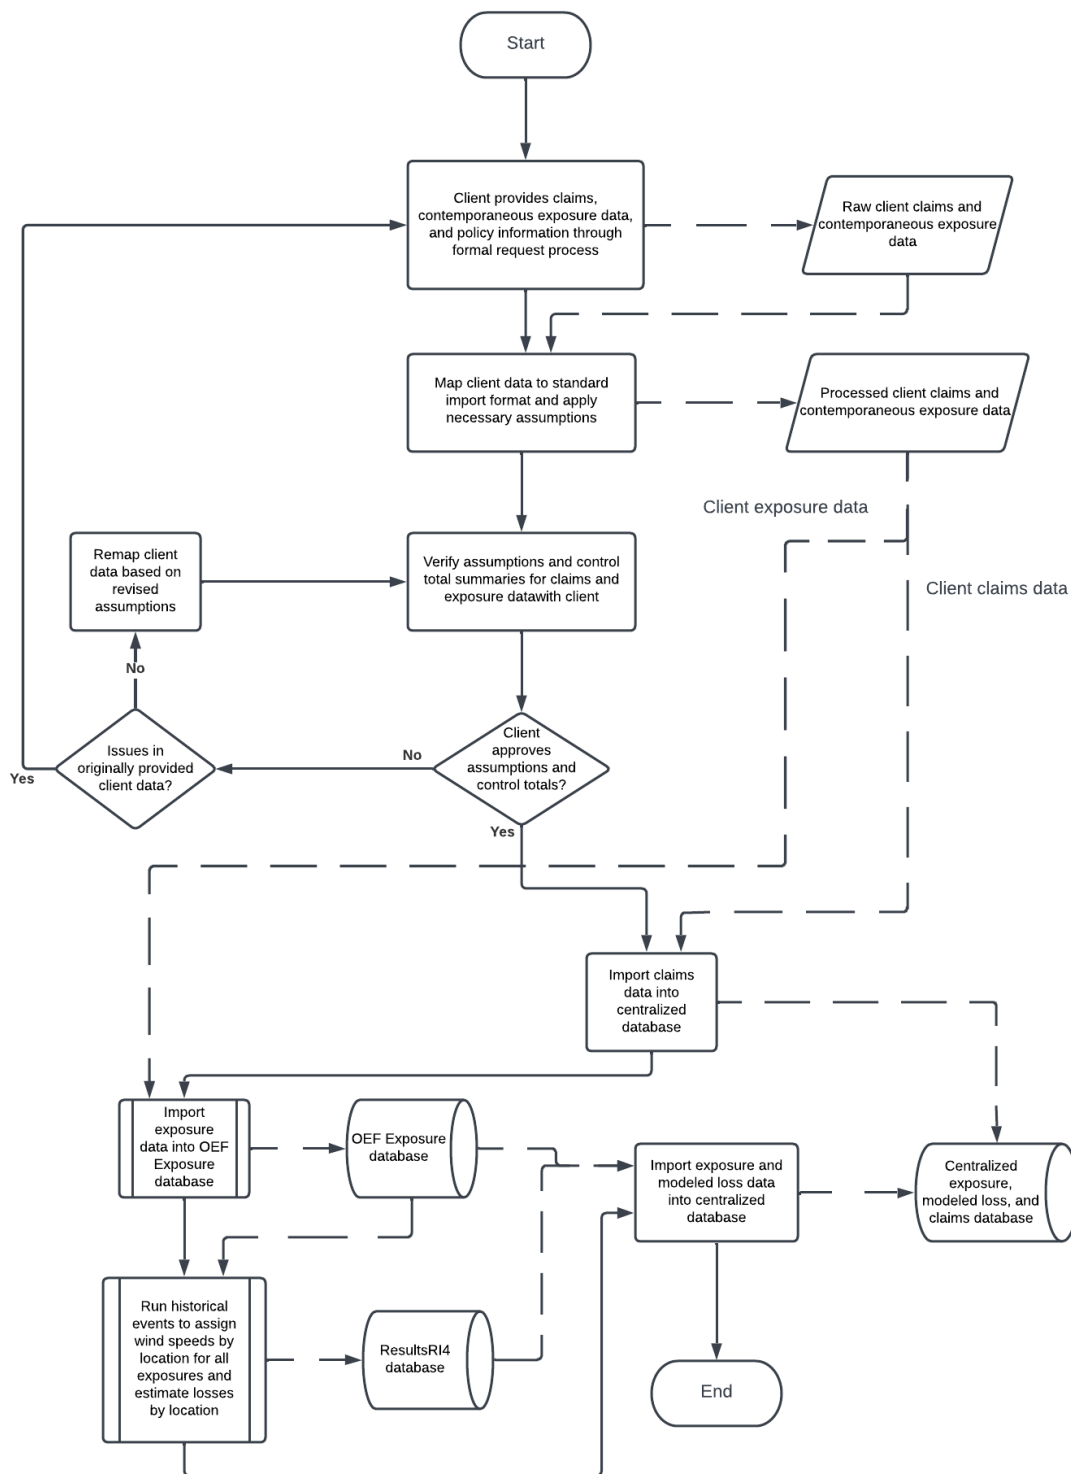 Start
Client provides claims,
contemporaneous exposure data,
and policy information through
formal request process
Raw client claims and
contemporaneous exposure
data
Map client data to standard
import format and apply
necessary assumptions
Processed client claims and
contemporaneous exposure data
Client exposure data
Client claims data
Remap client
data based on
revised
assumptions
Verify assumptions and control
total summaries for claims and
exposure datawith client
No
Issues in
originally provided
client data?
Yes
No
Client
approves
assumptions and
control totals?
Yes
Import claims
data into
centralized
database
Import
exposure
data into OEF
Exposure
database
OEF Exposure
database
Import exposure and
modeled loss data
into centralized
database
Centralized
exposure,
modeled loss, and
claims database
Run historical
events to assign
wind speeds by
location for all
exposures and
estimate losses
by location
ResultsRI4
database
End